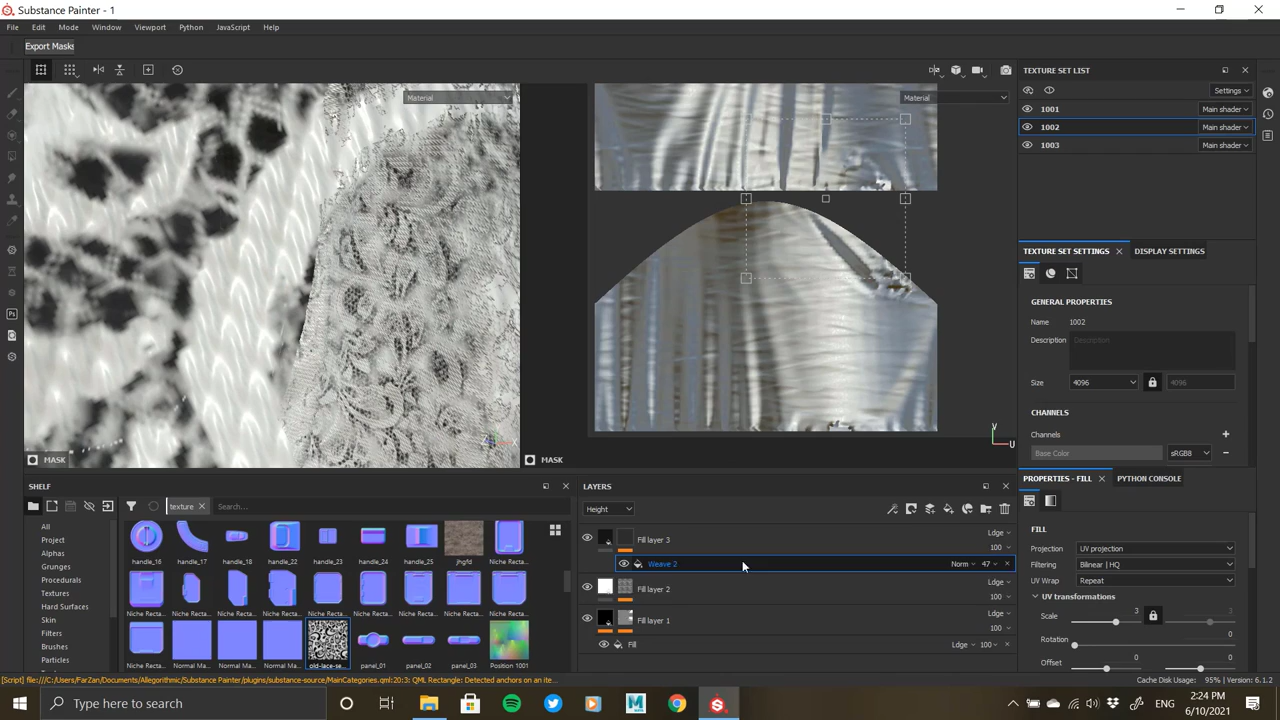 Substance Painter - 1
File Edit Mode Window Viewport Python JavaScript Help
Export Masks
Material
Material
MASK
MASK
TEXTURE SET LIST
Settings
1001 Main shader
1002 Main shader
1003 Main shader
TEXTURE SET SETTINGS DISPLAY SETTINGS
GENERAL PROPERTIES
Name 1002
Description Description
Size 4096 4096
CHANNELS
Channels
Base Color sRGB8
PROPERTIES - FILL PYTHON CONSOLE
FILL
Projection UV projection
Filtering Bilinear | HQ
UV Wrap Repeat
UV transformations
Scale 3 3
Rotation 0
Offset 0 0
SHELF
texture Search...
All
Project
Alphas
Grunges
Procedurals
Textures
Hard Surfaces
Skin
Filters
Brushes
Particles
handle_12 handle_17 handle_18 handle_22 handle_23 handle_24 handle_25 jhgfd Niche Recta...
Niche Recta... Niche Recta... Niche Recta... Niche Rect... Niche Recta... Niche Recta... Niche Recta... Niche Recta... Niche Recta...
Niche Recta... Normal Ma... Normal Ma... Normal Ma... old-lace-se... panel_01 panel_02 panel_03 Position 1001
LAYERS
Height
Fill layer 3 Ldge 100
Weave 2 Norm 47
Fill layer 2 Ldge 100
Fill layer 1 Ldge 100
Fill Ldge 100
[Script] file:///C:/Users/FarZan/Documents/Allegorithmic/Substance Painter/plugins/substance-source/MainCategories.qml:20:3: QML Rectangle: Detected anchors on an ite...
Cache Disk Usage: 95% | Version: 6.1.2
Type here to search
ENG
2:24 PM
6/10/2021